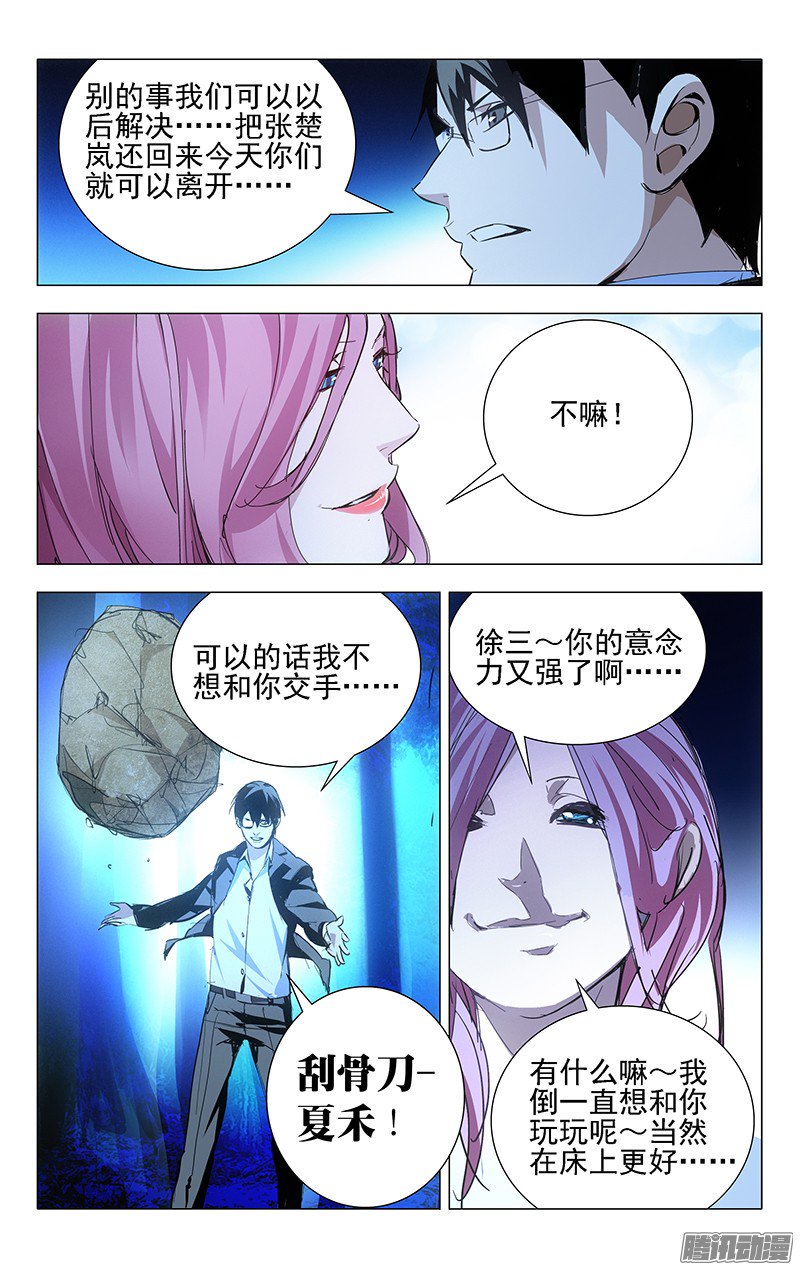 别的事我们可以以
后解决……把张楚
岚还回来今天你们
就可以离开……
不嘛！
可以的话我不
想和你交手……
刮骨刀-
夏禾！
徐三～你的意念
力又强了啊……
有什么嘛～我
倒一直想和你
玩玩呢～当然
在床上更好……
腾讯动漫